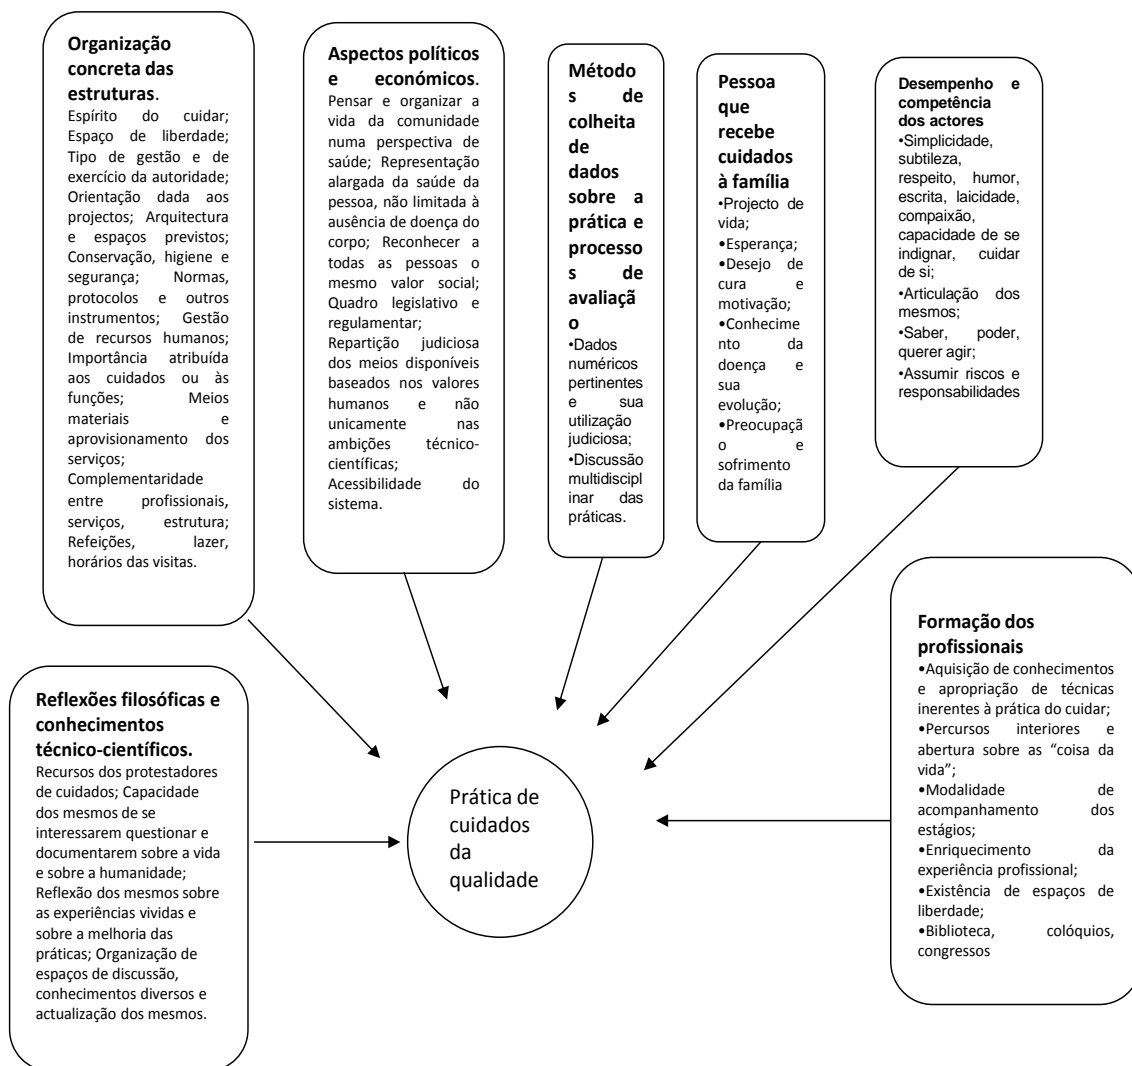 Organização
concreta das
estruturas.
Espírito do cuidar;
Espaço de liberdade;
Tipo de gestão e de
exercício da autoridade;
Orientação dada aos
projectos; Arquitectura
e espaços previstos;
Conservação, higiene e
segurança; Normas,
protocolos e outros
instrumentos; Gestão
de recursos humanos;
Importância atribuída
aos cuidados ou às
funções; Meios
materiais e
aprovisionamento dos
serviços;
Complementaridade
entre profissionais,
serviços, estrutura;
Refeições, lazer,
horários das visitas.
Aspectos políticos
e económicos.
Pensar e organizar a
vida da comunidade
numa perspectiva de
saúde; Representação
alargada da saúde da
pessoa, não limitada à
ausência de doença do
corpo; Reconhecer a
todas as pessoas o
mesmo valor social;
Quadro legislativo e
regulamentar;
Repartição judiciosa
dos meios disponíveis
baseados nos valores
humanos e não
unicamente nas
ambições técnico-
científicas;
Acessibilidade do
sistema.
Método
s de
colheita
de
dados
sobre a
prática e
processo
s de
avaliaçã
o
•Dados
numéricos
pertinentes
e sua
utilização
judiciosa;
•Discussão
multidiscipl
inar das
práticas.
Pessoa
que
recebe
cuidados
à família
•Projecto de
vida;
•Esperança;
•Desejo de
cura e
motivação;
•Conhecime
nto da
doença e
sua
evolução;
•Preocupaçã
o e
sofrimento
da família
Desempenho e
competência
dos actores
•Simplicidade,
subtileza,
respeito, humor,
escrita, laicidade,
compaixão,
capacidade de se
indignar, cuidar
de si;
•Articulação dos
mesmos;
•Saber, poder,
querer agir;
•Assumir riscos e
responsabilidades
Formação dos
profissionais
•Aquisição de conhecimentos
e apropriação de técnicas
inerentes à prática do cuidar;
•Percursos interiores e
abertura sobre as “coisa da
vida”;
•Modalidade de
acompanhamento dos
estágios;
•Enriquecimento da
experiência profissional;
•Existência de espaços de
liberdade;
•Biblioteca, colóquios,
congressos
Reflexões filosóficas e
conhecimentos
técnico-científicos.
Recursos dos protestadores
de cuidados; Capacidade
dos mesmos de se
interessarem questionar e
documentarem sobre a vida
e sobre a humanidade;
Reflexão dos mesmos sobre
as experiências vividas e
sobre a melhoria das
práticas; Organização de
espaços de discussão,
conhecimentos diversos e
actualização dos mesmos.
Prática de
cuidados
da
qualidade